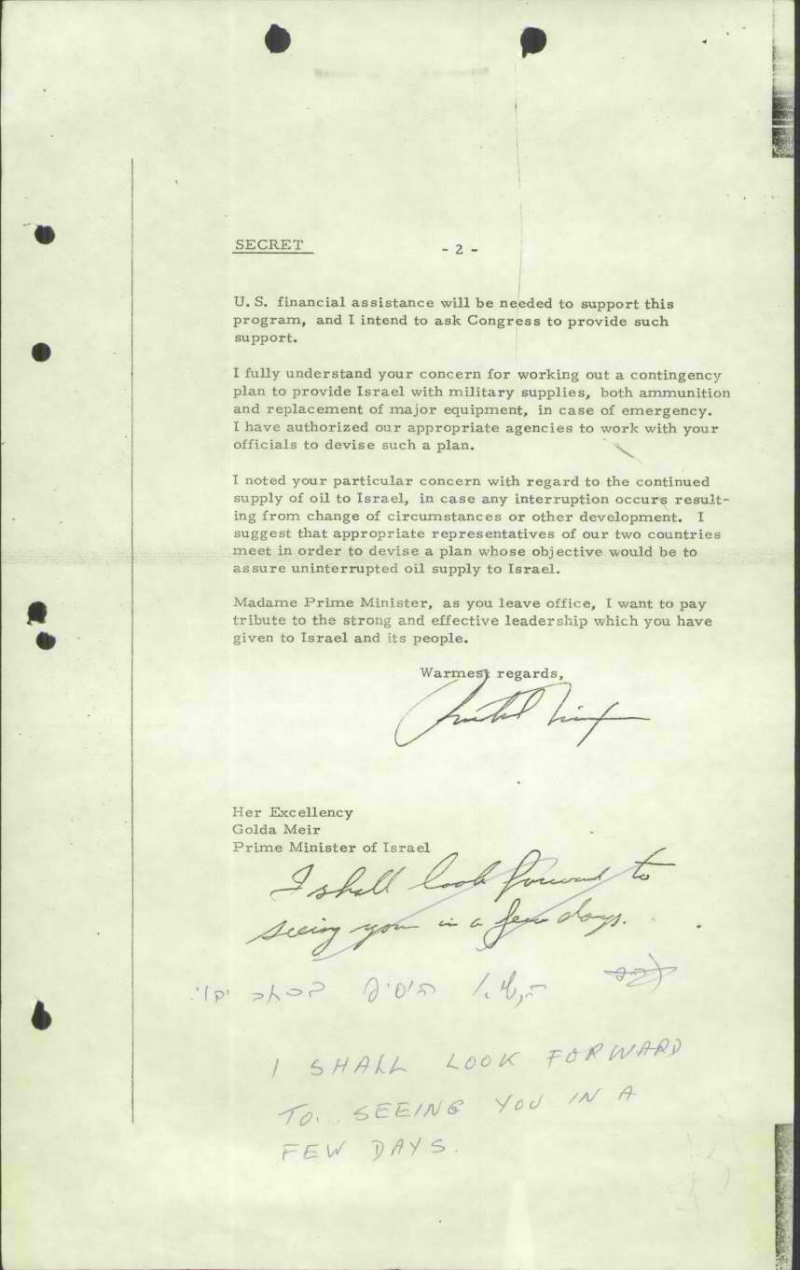 SECRET
- 2 -
U. S. financial assistance will be needed to support this
program, and I intend to ask Congress to provide such
support.
I fully understand your concern for working out a contingency
plan to provide Israel with military supplies, both ammunition
and replacement of major equipment, in case of emergency.
I have authorized our appropriate agencies to work with your
officials to devise such a plan.
I noted your particular concern with regard to the continued
supply of oil to Israel, in case any interruption occurs result-
ing from change of circumstances or other development. I
suggest that appropriate representatives of our two countries
meet in order to devise a plan whose objective would be to
assure uninterrupted oil supply to Israel.
Madame Prime Minister, as you leave office, I want to pay
tribute to the strong and effective leadership which you have
given to Israel and its people.
Warmest regards,
Richard Nixon
Her Excellency
Golda Meir
Prime Minister of Israel
I shall look forward to
seeing you in a few days.
הנשיא הוסיף בכתב ידו:
I SHALL LOOK FORWARD
TO.. SEEING YOU IN A
FEW DAYS.